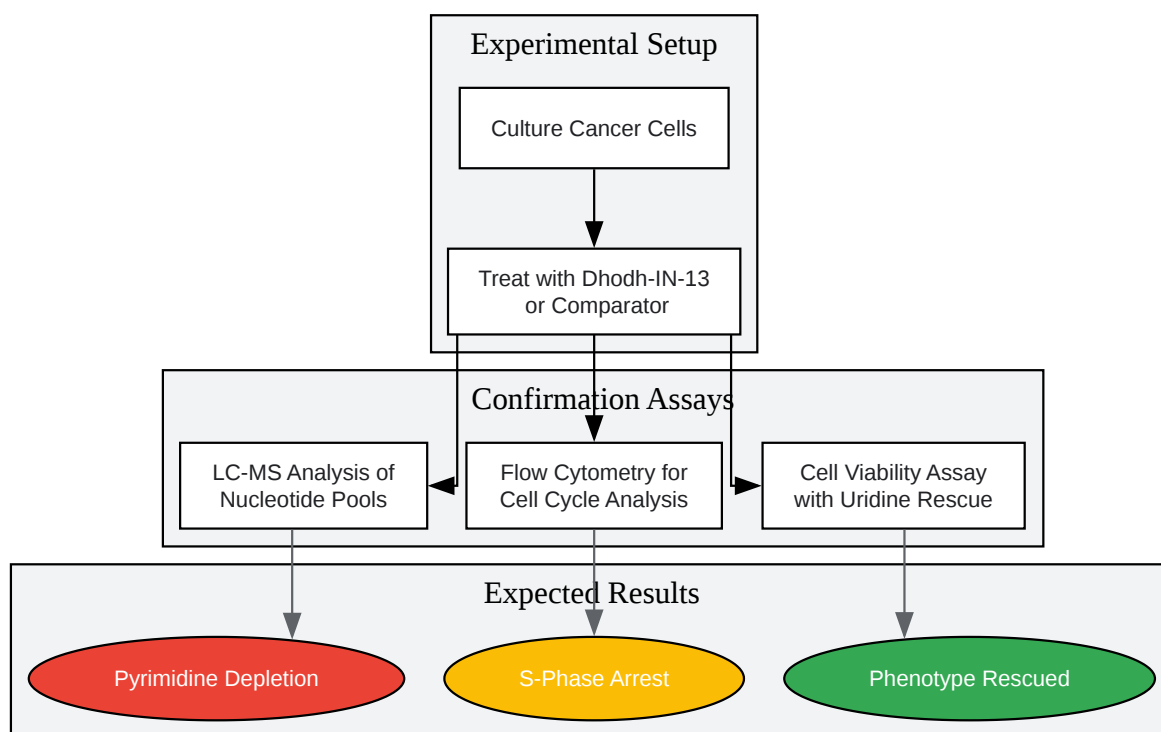 Experimental Setup
Culture Cancer Cells
Treat with Dhodh-IN-13
or Comparator
Confirmation Assays
LC-MS Analysis of
Nucleotide Pools
Flow Cytometry for
Cell Cycle Analysis
Cell Viability Assay
with Uridine Rescue
Expected Results
Pyrimidine Depletion
S-Phase Arrest
Phenotype Rescued